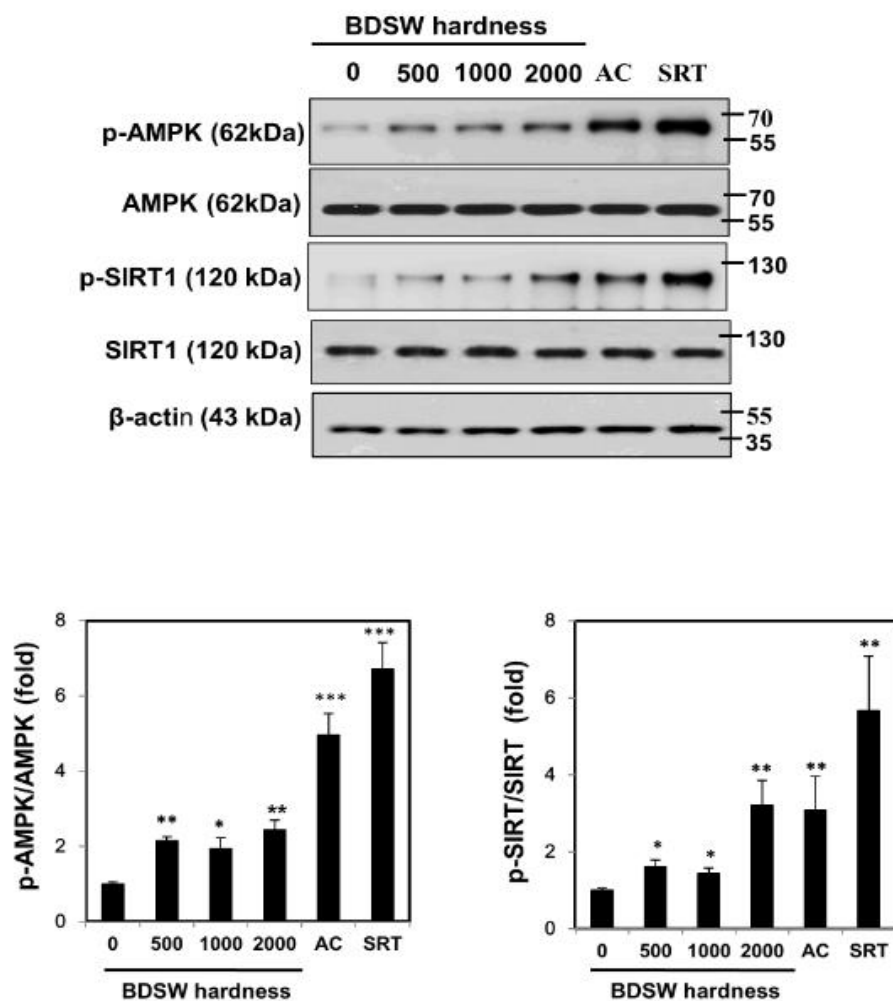 BDSW hardness
0 500 1000 2000 AC SRT
p-AMPK (62kDa) 70 55
AMPK (62kDa) 70 55
p-SIRT1 (120 kDa) 130
SIRT1 (120 kDa) 130
β-actin (43 kDa) 55 35
p-AMPK/AMPK (fold)
8
6
4
2
0
** * ** *** ***
0 500 1000 2000 AC SRT
BDSW hardness
p-SIRT/SIRT (fold)
8
6
4
2
0
* * ** ** **
0 500 1000 2000 AC SRT
BDSW hardness